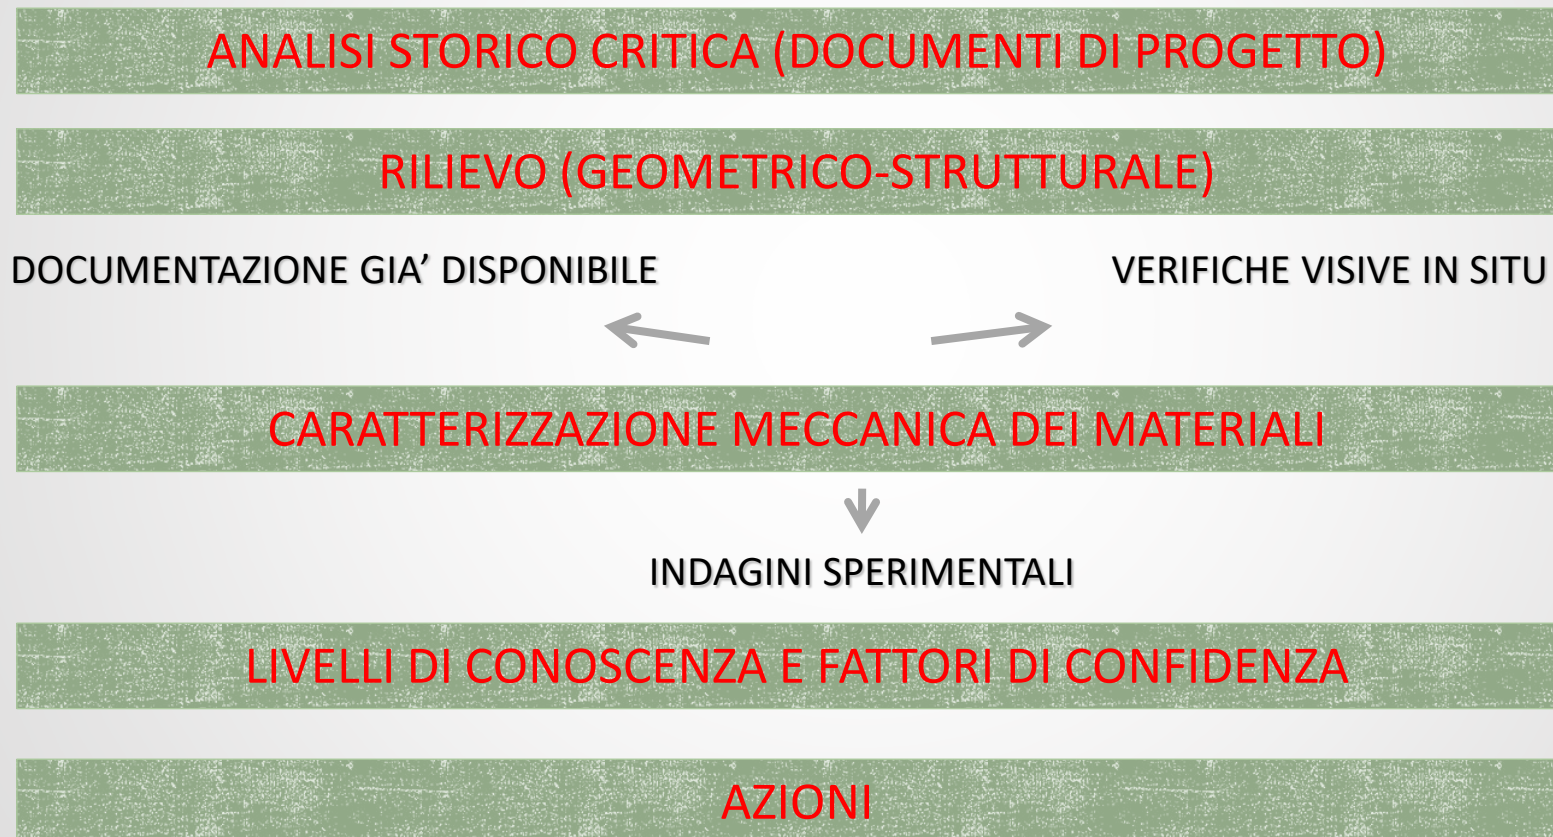 ANALISI STORICO CRITICA (DOCUMENTI DI PROGETTO)
RILIEVO (GEOMETRICO-STRUTTURALE)
DOCUMENTAZIONE GIA’ DISPONIBILE
VERIFICHE VISIVE IN SITU
CARATTERIZZAZIONE MECCANICA DEI MATERIALI
INDAGINI SPERIMENTALI
LIVELLI DI CONOSCENZA E FATTORI DI CONFIDENZA
AZIONI